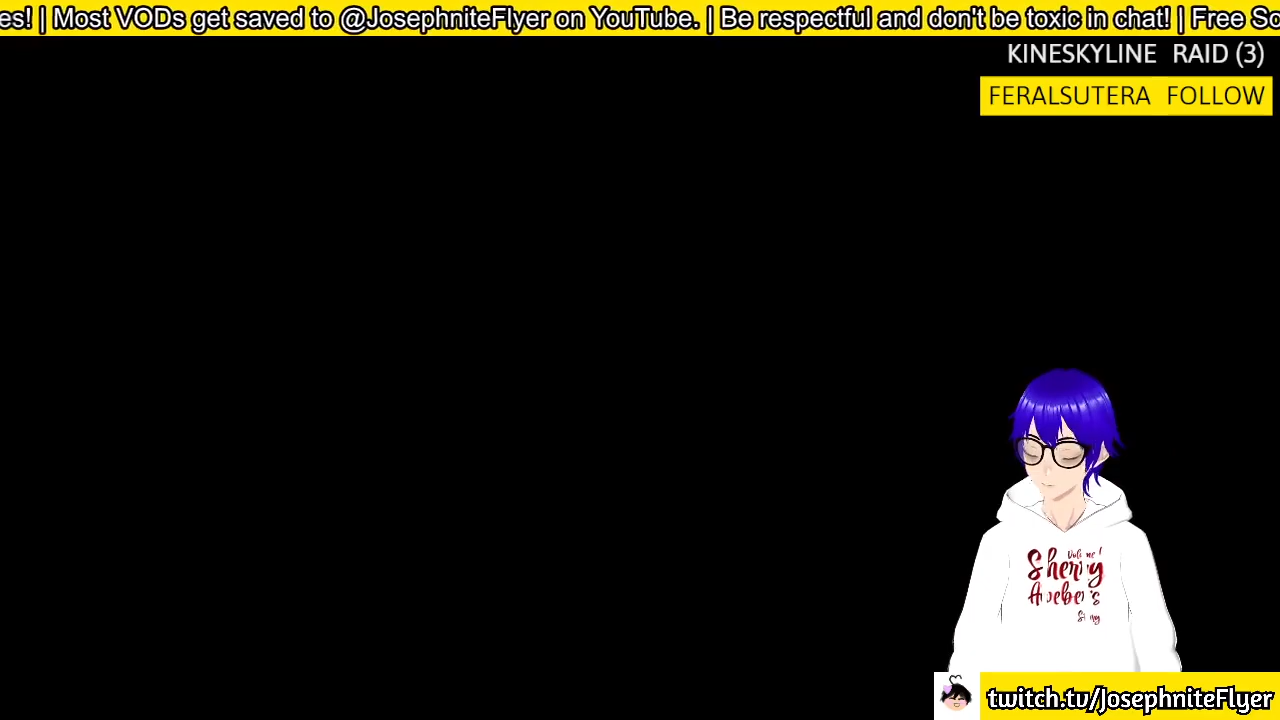 es! | Most VODs get saved to @JosephniteFlyer on YouTube. | Be respectful and don't be toxic in chat! | Free So
KINESKYLINE RAID (3)
FERALSUTERA FOLLOW
Sherry
twitch.tv/JosephniteFlyer